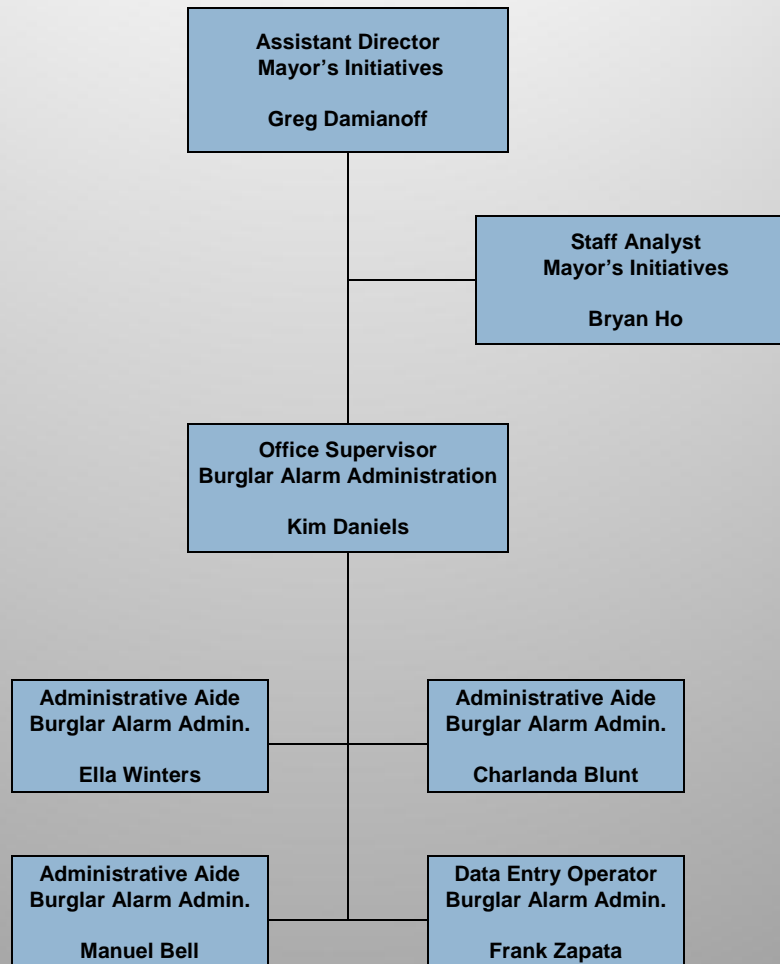 Assistant Director
Mayor's Initiatives
Greg Damianoff
Staff Analyst
Mayor's Initiatives
Bryan Ho
Office Supervisor
Burglar Alarm Administration
Kim Daniels
Administrative Aide
Burglar Alarm Admin.
Ella Winters
Administrative Aide
Burglar Alarm Admin.
Charlanda Blunt
Administrative Aide
Burglar Alarm Admin.
Manuel Bell
Data Entry Operator
Burglar Alarm Admin.
Frank Zapata